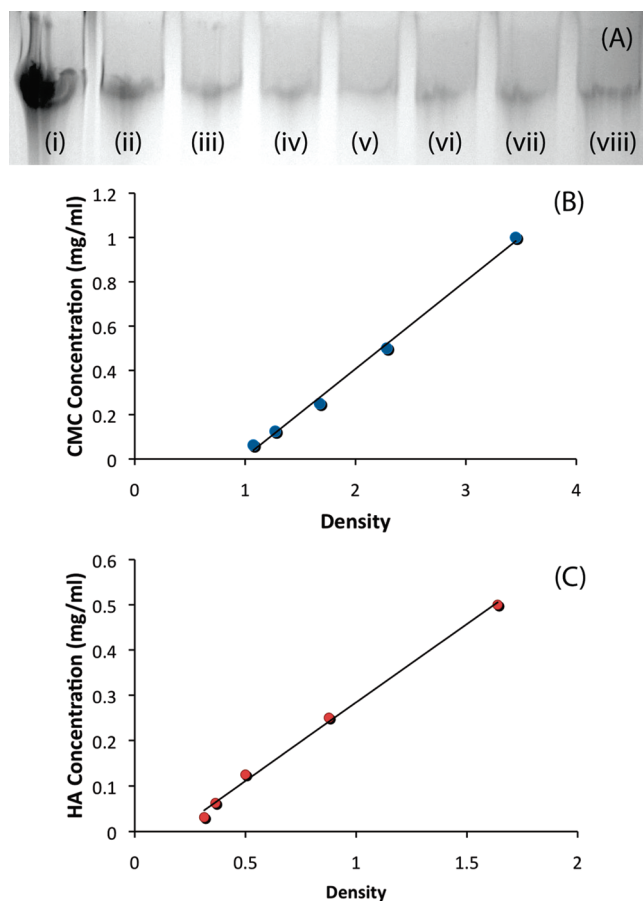 (A)
(i) (ii) (iii) (iv) (v) (vi) (vii) (viii)
(B)
CMC Concentration (mg/ml)
1.2
1
0.8
0.6
0.4
0.2
0
0 1 2 3 4
Density
(C)
HA Concentration (mg/ml)
0.6
0.5
0.4
0.3
0.2
0.1
0
0 0.5 1 1.5 2
Density